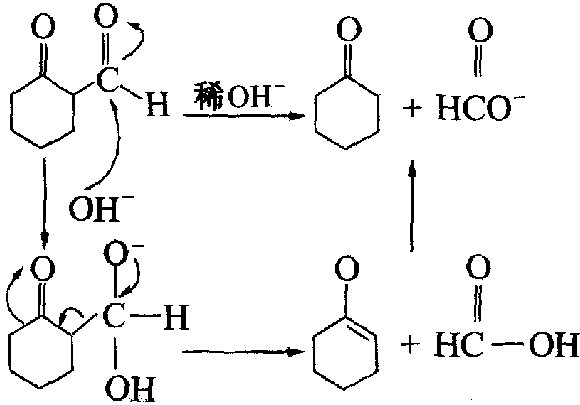 O O O O
C H 稀OH⁻ + HCO⁻
OH⁻
O O⁻ O O
C—H + HC—OH
OH